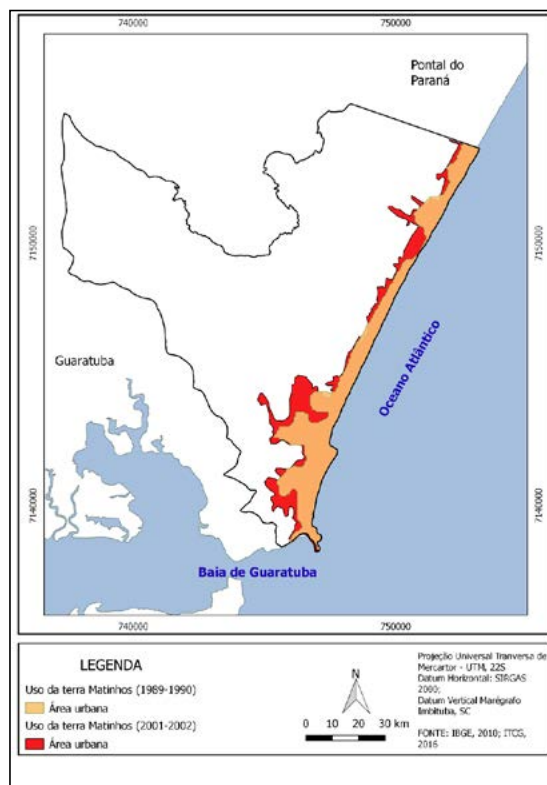 740000 750000
Pontal do
Paraná
7150000 7150000
Guaratuba
Oceano Atlântico
7140000 7140000
Baia de Guaratuba
740000 750000
LEGENDA
Uso da terra Matinhos (1989-1990)
Área urbana
Uso da terra Matinhos (2001-2002)
Área urbana
N
0 10 20 30 km
Projeção Universal Tranversa de
Mercartor - UTM, 22S
Datum Horizontal: SIRGAS
2000;
Datum Vertical Marégrafo
Imbituba, SC
FONTE: IBGE, 2010; ITCG,
2016